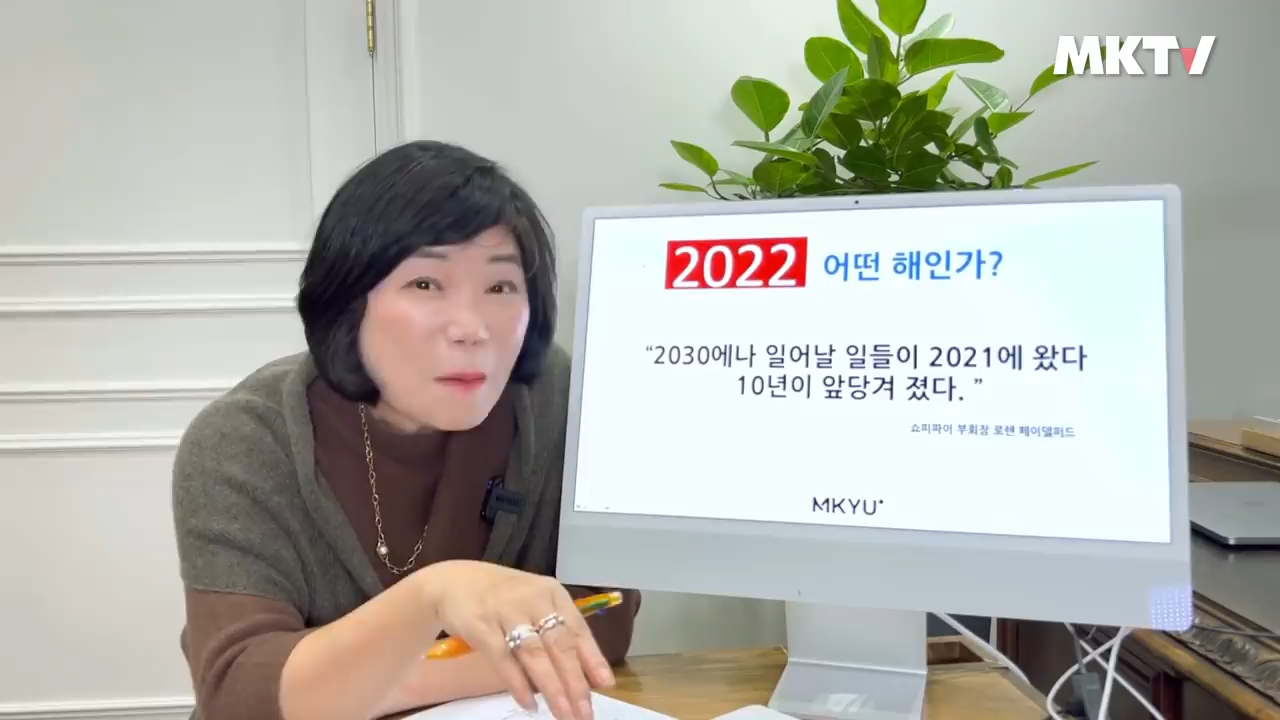 MKTV
2022 어떤 해인가?
“2030에나 일어날 일들이 2021에 왔다
10년이 앞당겨 졌다. ”
쇼피파이 부회장 로렌 페이델퍼드
MKYU